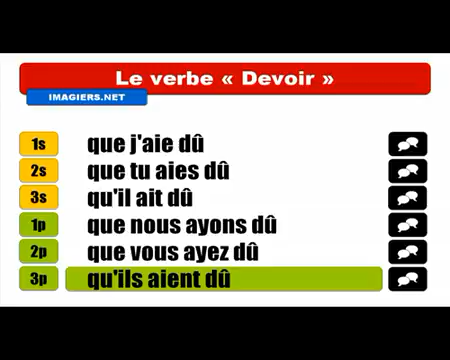 Le verbe « Devoir »
IMAGIERS.NET
1s que j'aie dû
2s que tu aies dû
3s qu'il ait dû
1p que nous ayons dû
2p que vous ayez dû
3p qu'ils aient dû